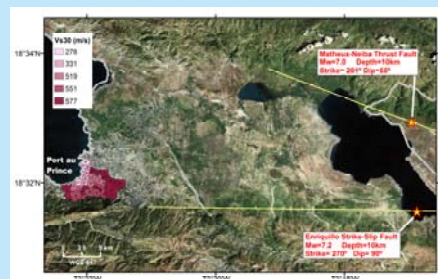 Vs30 (m/s)
278
331
519
551
577
18°34'N
18°32'N
Port au
Prince
Matheux-Neiba Thrust Fault
Mw=7.0 Depth=10km
Enriquillo Strike-Slip Fault
Mw=7.2 Depth=10km
Strike= 270° Dip= 90°